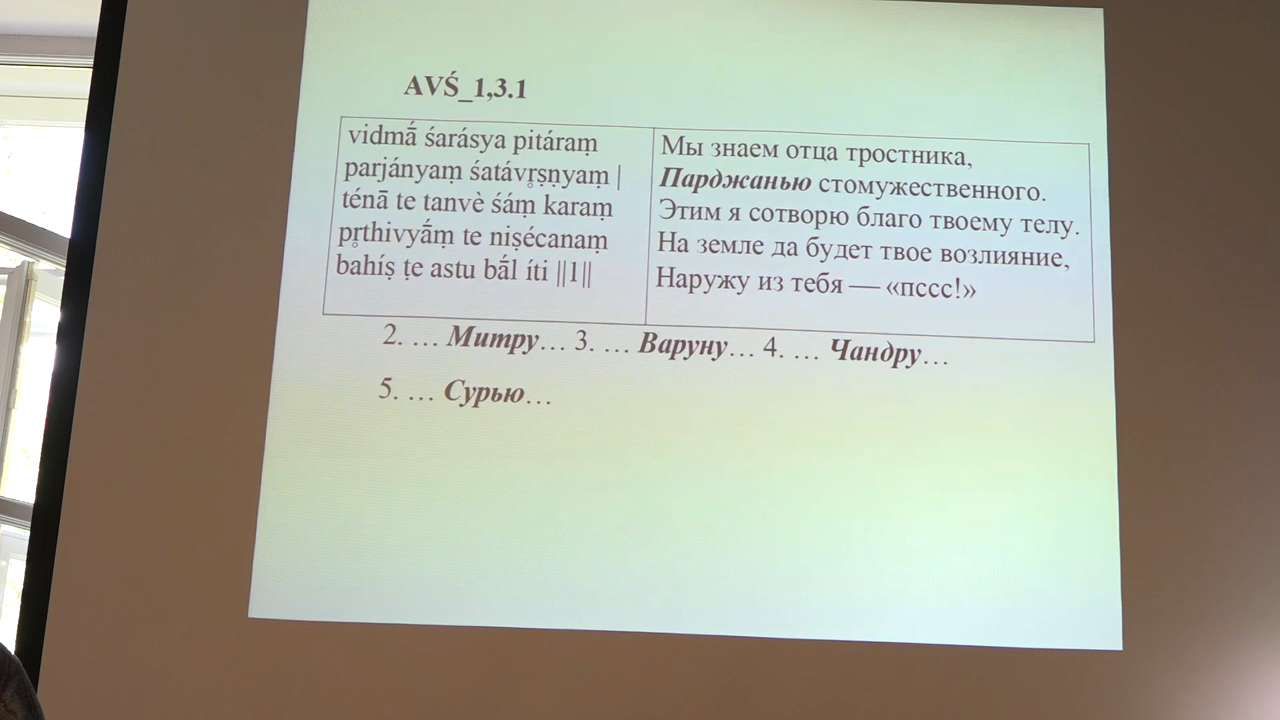 AVŚ_1,3.1
vidmā́ śarásya pitáraṃ
parjányaṃ śatávr̥ṣṇyaṃ |
ténā te tanvè śáṃ karaṃ
pr̥thivyā́ṃ te niṣécanaṃ
bahíṣ ṭe astu bā́l íti ||1||
Мы знаем отца тростника,
Парджанью стомужественного.
Этим я сотворю благо твоему телу.
На земле да будет твое возлияние,
Наружу из тебя — «пссс!»
2. … Митру… 3. … Варуну… 4. … Чандру…
5. … Сурью…